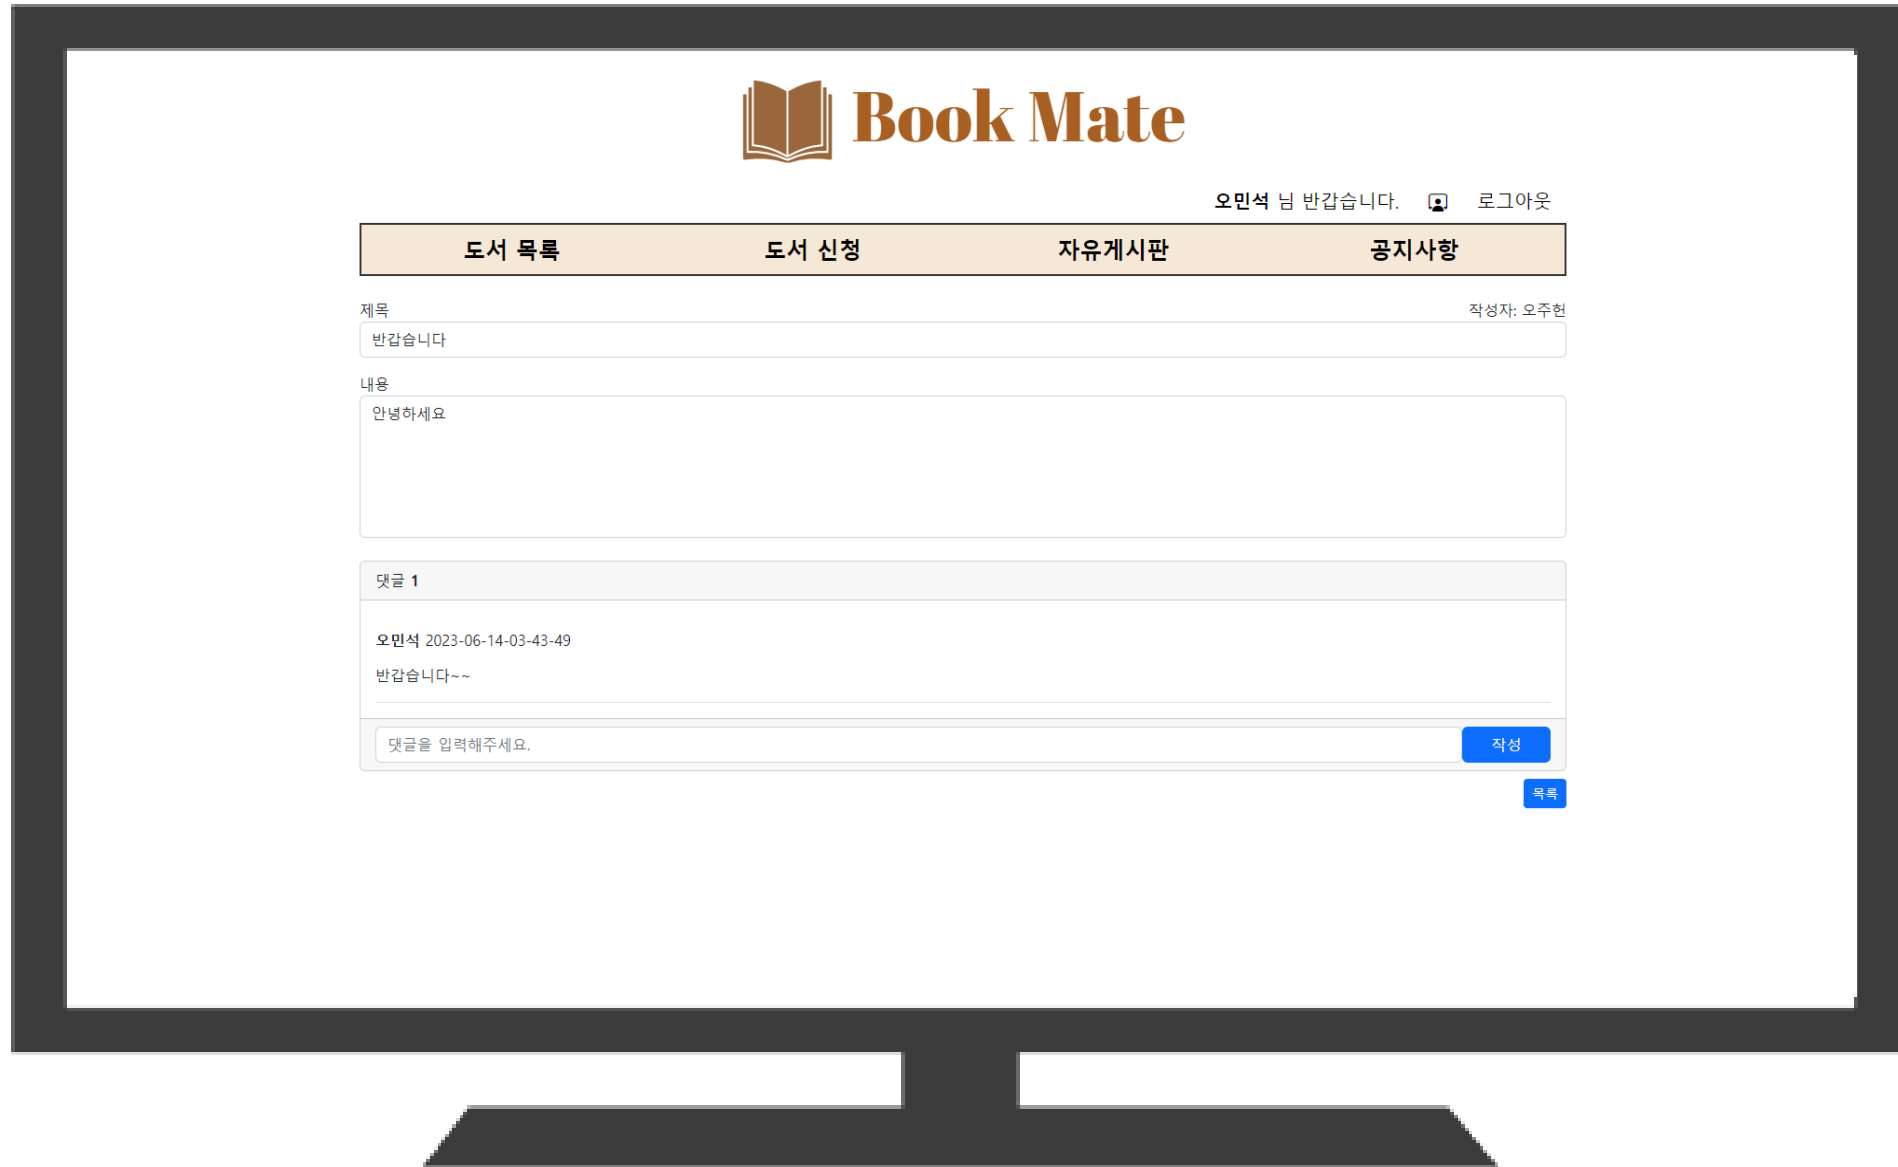 Book Mate
오민석 님 반갑습니다. 로그아웃
도서 목록 도서 신청 자유게시판 공지사항
제목 작성자: 오주헌
반갑습니다
내용
안녕하세요
댓글 1
오민석 2023-06-14-03-43-49
반갑습니다~~
댓글을 입력해주세요. 작성
목록